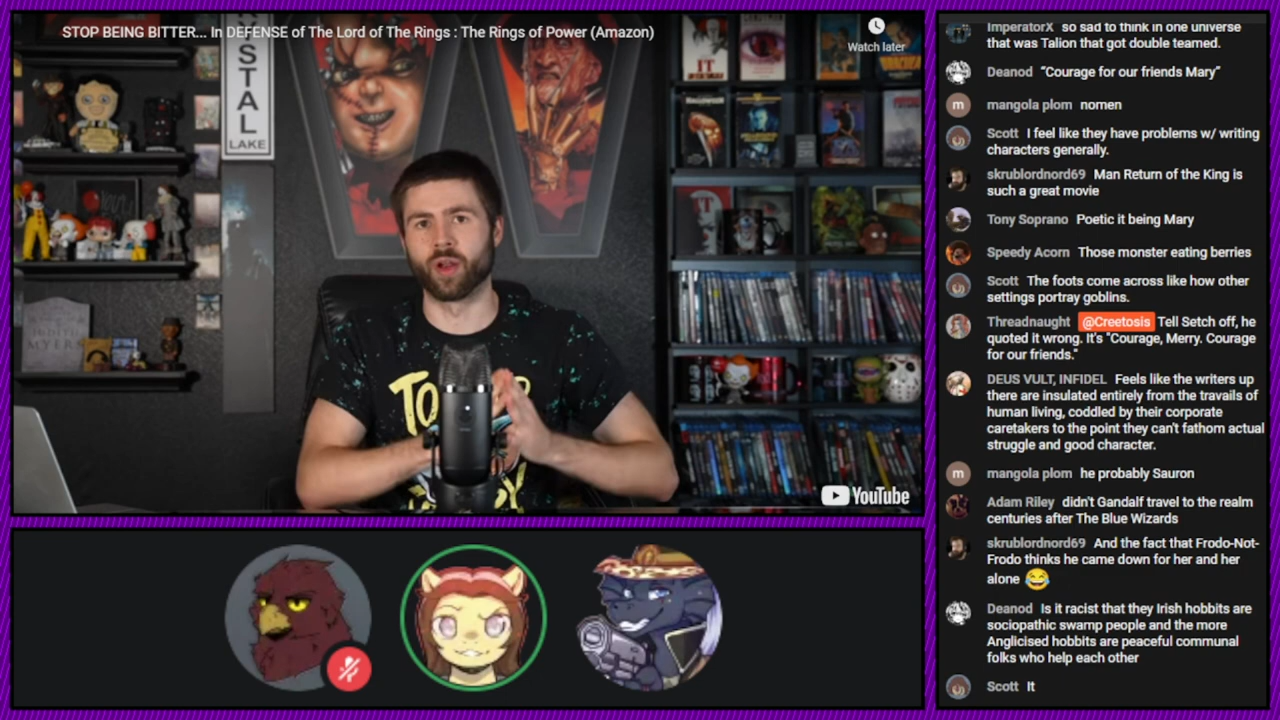 STOP BEING BITTER... In DEFENSE of The Lord of The Rings : The Rings of Power (Amazon)
Watch later
STAL
LAKE
IT
TO
YouTube
ImperatorX so sad to think in one universe
that was Talion that got double teamed.
Deanod “Courage for our friends Mary”
m mangola plom nomen
Scott I feel like they have problems w/ writing
characters generally.
skrublordnord69 Man Return of the King is
such a great movie
Tony Soprano Poetic it being Mary
Speedy Acorn Those monster eating berries
Scott The foots come across like how other
settings portray goblins.
Threadnaught @Creetosis Tell Setch off, he
quoted it wrong. It's "Courage, Merry. Courage
for our friends."
DEUS VULT, INFIDEL Feels like the writers up
there are insulated entirely from the travails of
human living, coddled by their corporate
caretakers to the point they can't fathom actual
struggle and good character.
m mangola plom he probably Sauron
Adam Riley didn't Gandalf travel to the realm
centuries after The Blue Wizards
skrublordnord69 And the fact that Frodo-Not-
Frodo thinks he came down for her and her
alone 😂
Deanod Is it racist that they Irish hobbits are
sociopathic swamp people and the more
Anglicised hobbits are peaceful communal
folks who help each other
Scott It